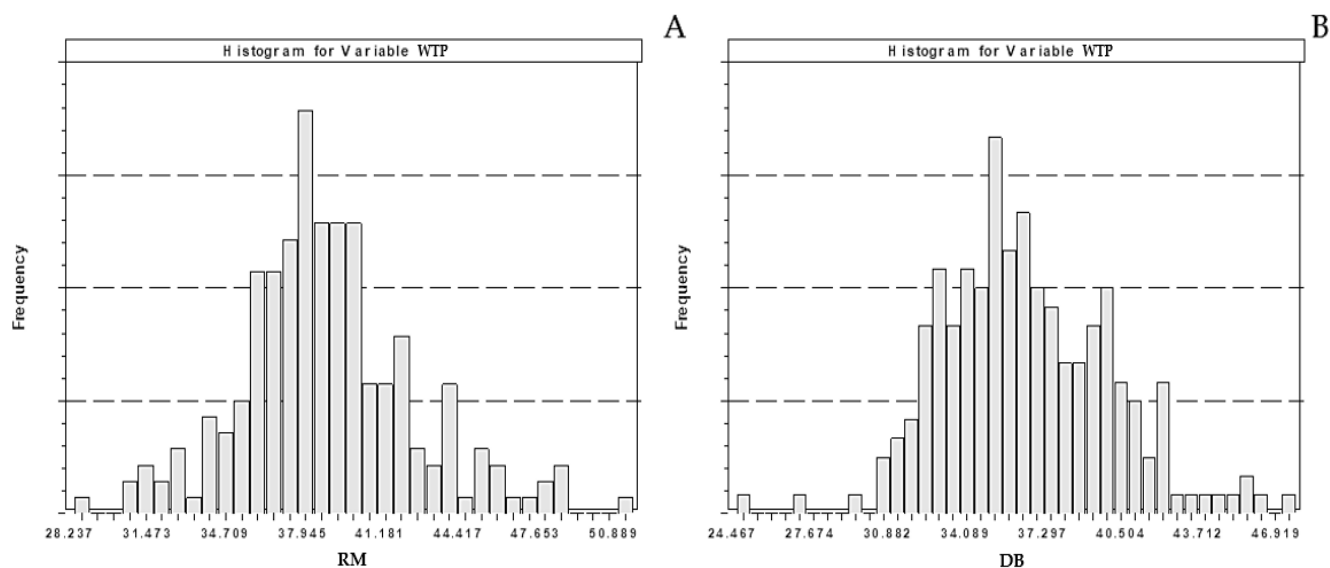 A
Histogram for Variable WTP
Frequency
28.237 31.473 34.709 37.945 41.181 44.417 47.653 50.889
RM
B
Histogram for Variable WTP
Frequency
24.467 27.674 30.882 34.089 37.297 40.504 43.712 46.919
DB